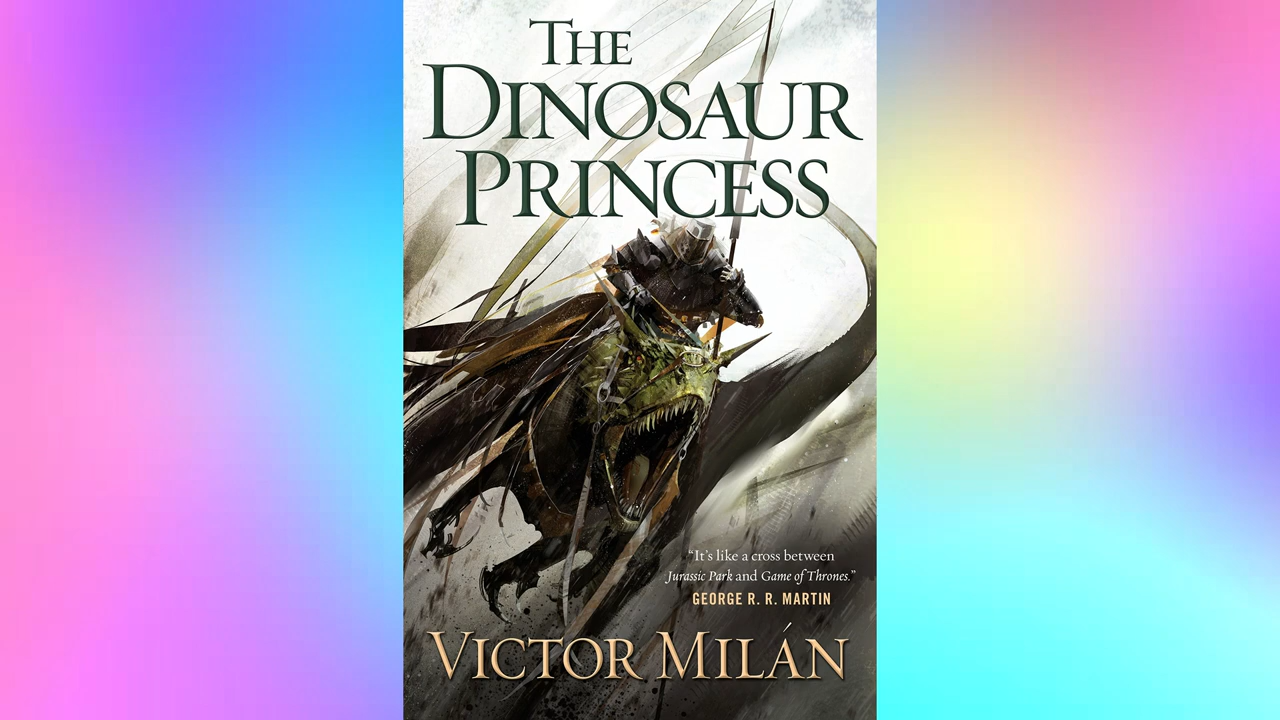 THE
DINOSAUR
PRINCESS
“It’s like a cross between
Jurassic Park and Game of Thrones.”
GEORGE R. R. MARTIN
VICTOR MILÁN